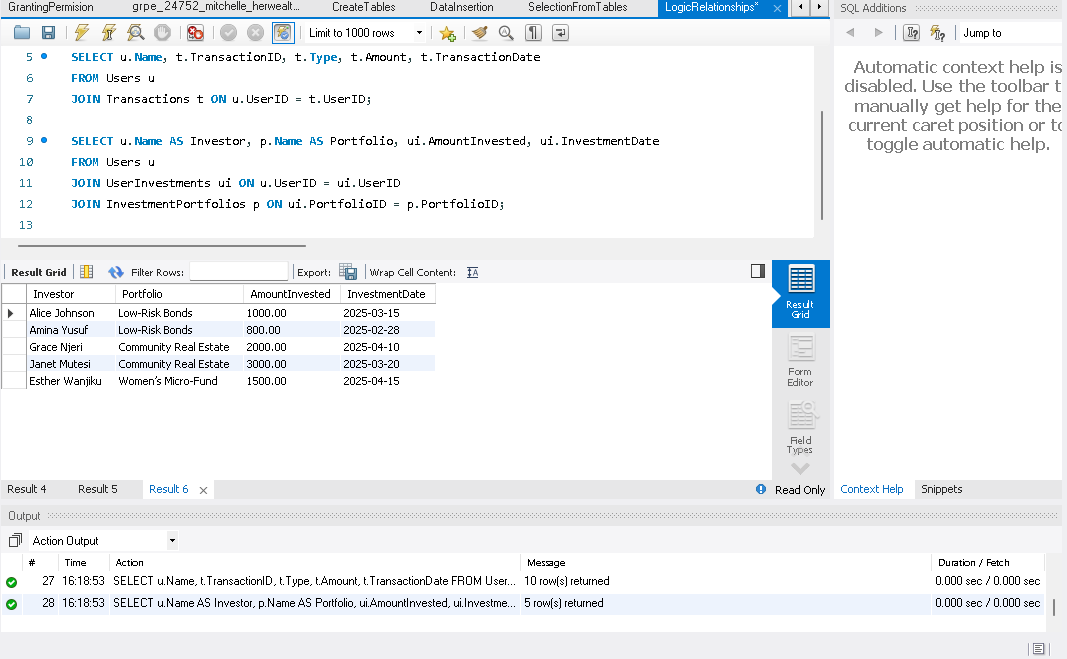 GrantingPermision grpe_24752_mitchelle_herwealt... CreateTables DataInsertion SelectionFromTables LogicRelationships*
SQL Additions
Limit to 1000 rows
Jump to
5 SELECT u.Name, t.TransactionID, t.Type, t.Amount, t.TransactionDate
6 FROM Users u
7 JOIN Transactions t ON u.UserID = t.UserID;
8
9 SELECT u.Name AS Investor, p.Name AS Portfolio, ui.AmountInvested, ui.InvestmentDate
10 FROM Users u
11 JOIN UserInvestments ui ON u.UserID = ui.UserID
12 JOIN InvestmentPortfolios p ON ui.PortfolioID = p.PortfolioID;
13
Automatic context help is
disabled. Use the toolbar t
manually get help for the
current caret position or to
toggle automatic help.
Result Grid Filter Rows: Export: Wrap Cell Content: IA
Investor Portfolio AmountInvested InvestmentDate
Alice Johnson Low-Risk Bonds 1000.00 2025-03-15
Amina Yusuf Low-Risk Bonds 800.00 2025-02-28
Grace Njeri Community Real Estate 2000.00 2025-04-10
Janet Mutesi Community Real Estate 3000.00 2025-03-20
Esther Wanjiku Women’s Micro-Fund 1500.00 2025-04-15
Result
Grid
Form
Editor
Field
Types
Result 4 Result 5 Result 6
Read Only
Context Help Snippets
Output
Action Output
# Time Action Message Duration / Fetch
27 16:18:53 SELECT u.Name, t.TransactionID, t.Type, t.Amount, t.TransactionDate FROM User... 10 row(s) returned 0.000 sec / 0.000 sec
28 16:18:53 SELECT u.Name AS Investor, p.Name AS Portfolio, ui.AmountInvested, ui.Investme... 5 row(s) returned 0.000 sec / 0.000 sec